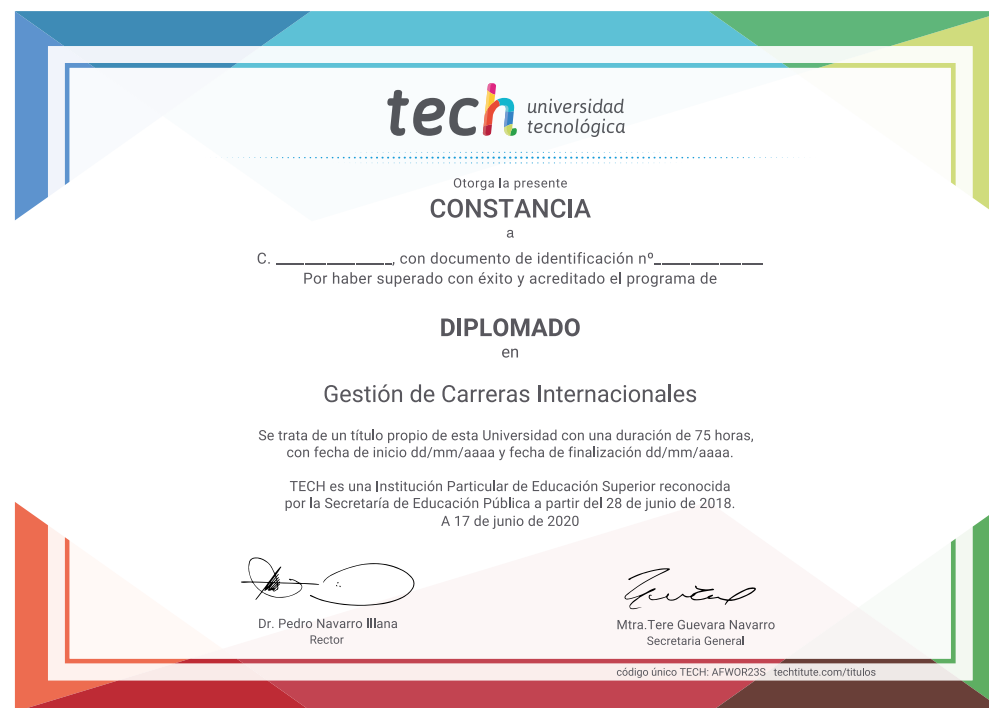 tech universidad
tecnológica
Otorga la presente
CONSTANCIA
a
C. ____________, con documento de identificación nº____________
Por haber superado con éxito y acreditado el programa de
DIPLOMADO
en
Gestión de Carreras Internacionales
Se trata de un título propio de esta Universidad con una duración de 75 horas,
con fecha de inicio dd/mm/aaaa y fecha de finalización dd/mm/aaaa.
TECH es una Institución Particular de Educación Superior reconocida
por la Secretaría de Educación Pública a partir del 28 de junio de 2018.
A 17 de junio de 2020
Dr. Pedro Navarro Illana
Rector
Mtra.Tere Guevara Navarro
Secretaria General
código único TECH: AFWOR23S techtitute.com/titulos